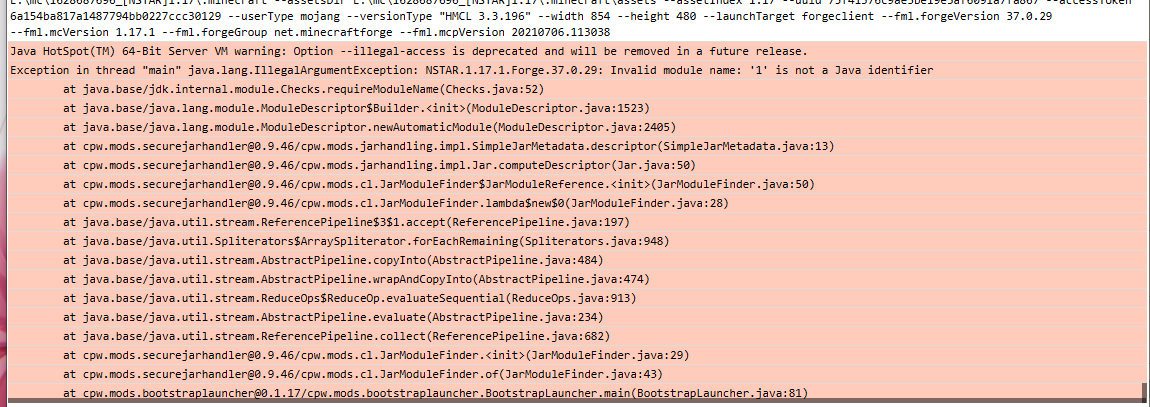 6a154ba817a1487794bb0227ccc30129 --userType mojang --versionType "HMCL 3.3.196" --width 854 --height 480 --launchTarget forgeclient --fml.forgeVersion 37.0.29
--fml.mcVersion 1.17.1 --fml.forgeGroup net.minecraftforge --fml.mcpVersion 20210706.113038
Java HotSpot(TM) 64-Bit Server VM warning: Option --illegal-access is deprecated and will be removed in a future release.
Exception in thread "main" java.lang.IllegalArgumentException: NSTAR.1.17.1.Forge.37.0.29: Invalid module name: '1' is not a Java identifier
at java.base/jdk.internal.module.Checks.requireModuleName(Checks.java:52)
at java.base/java.lang.module.ModuleDescriptor$Builder.<init>(ModuleDescriptor.java:1523)
at java.base/java.lang.module.ModuleDescriptor.newAutomaticModule(ModuleDescriptor.java:2405)
at cpw.mods.securejarhandler@0.9.46/cpw.mods.jarhandling.impl.SimpleJarMetadata.descriptor(SimpleJarMetadata.java:13)
at cpw.mods.securejarhandler@0.9.46/cpw.mods.jarhandling.impl.Jar.computeDescriptor(Jar.java:50)
at cpw.mods.securejarhandler@0.9.46/cpw.mods.cl.JarModuleFinder$JarModuleReference.<init>(JarModuleFinder.java:50)
at cpw.mods.securejarhandler@0.9.46/cpw.mods.cl.JarModuleFinder.lambda$new$0(JarModuleFinder.java:28)
at java.base/java.util.stream.ReferencePipeline$3$1.accept(ReferencePipeline.java:197)
at java.base/java.util.Spliterators$ArraySpliterator.forEachRemaining(Spliterators.java:948)
at java.base/java.util.stream.AbstractPipeline.copyInto(AbstractPipeline.java:484)
at java.base/java.util.stream.AbstractPipeline.wrapAndCopyInto(AbstractPipeline.java:474)
at java.base/java.util.stream.ReduceOps$ReduceOp.evaluateSequential(ReduceOps.java:913)
at java.base/java.util.stream.AbstractPipeline.evaluate(AbstractPipeline.java:234)
at java.base/java.util.stream.ReferencePipeline.collect(ReferencePipeline.java:682)
at cpw.mods.securejarhandler@0.9.46/cpw.mods.cl.JarModuleFinder.<init>(JarModuleFinder.java:29)
at cpw.mods.securejarhandler@0.9.46/cpw.mods.cl.JarModuleFinder.of(JarModuleFinder.java:43)
at cpw.mods.bootstraplauncher@0.1.17/cpw.mods.bootstraplauncher.BootstrapLauncher.main(BootstrapLauncher.java:81)